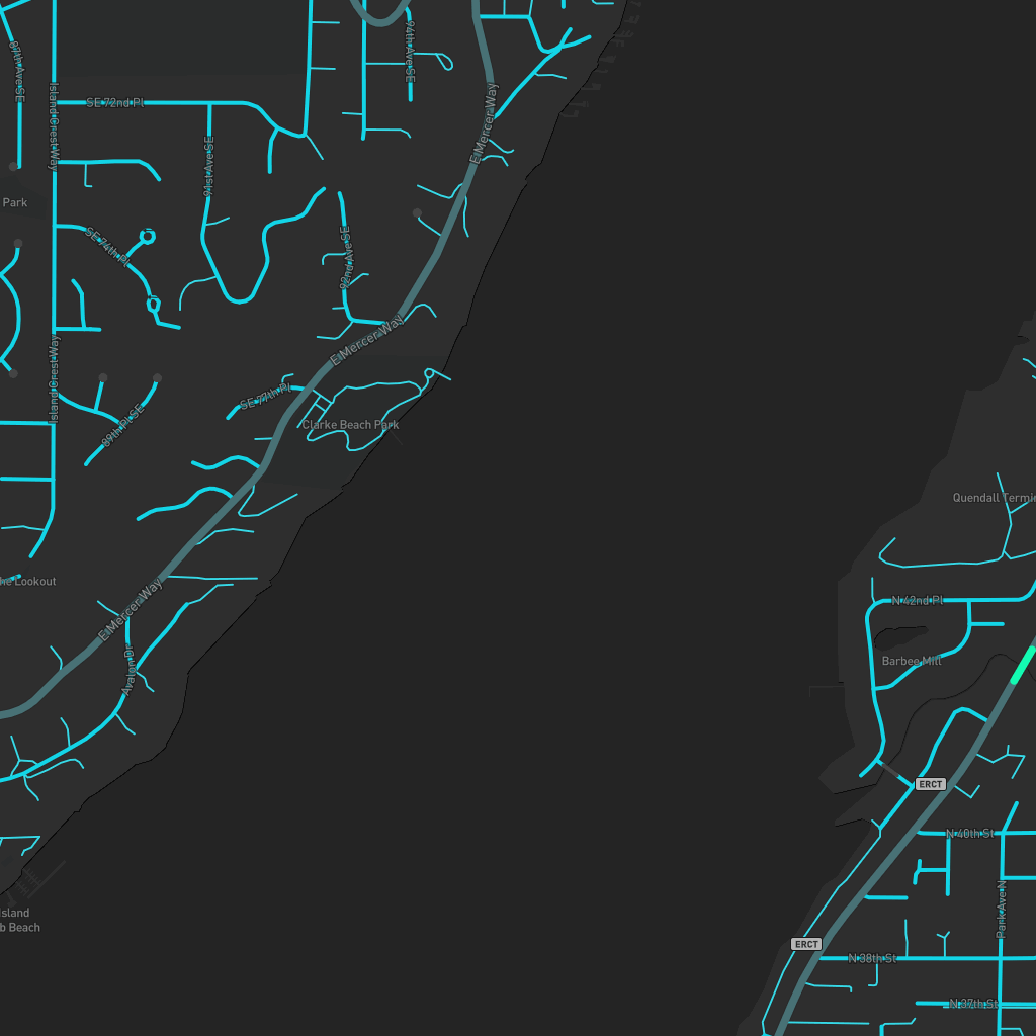 87th Ave SE
94th Ave SE
SE 72nd Pl
Island Crest Way
E Mercer Way
91st Ave SE
Park
SE 74th Pl
92nd Ave SE
E Mercer Way
Island Crest Way
SE 77th Pl
89th Pl SE
Clarke Beach Park
Quendall Termi
he Lookout
N 42nd Pl
E Mercer Way
Barbee Mill
Avalon Dr
ERCT
N 40th St
Park Ave N
Island
b Beach
ERCT
N 38th St
N 37th St